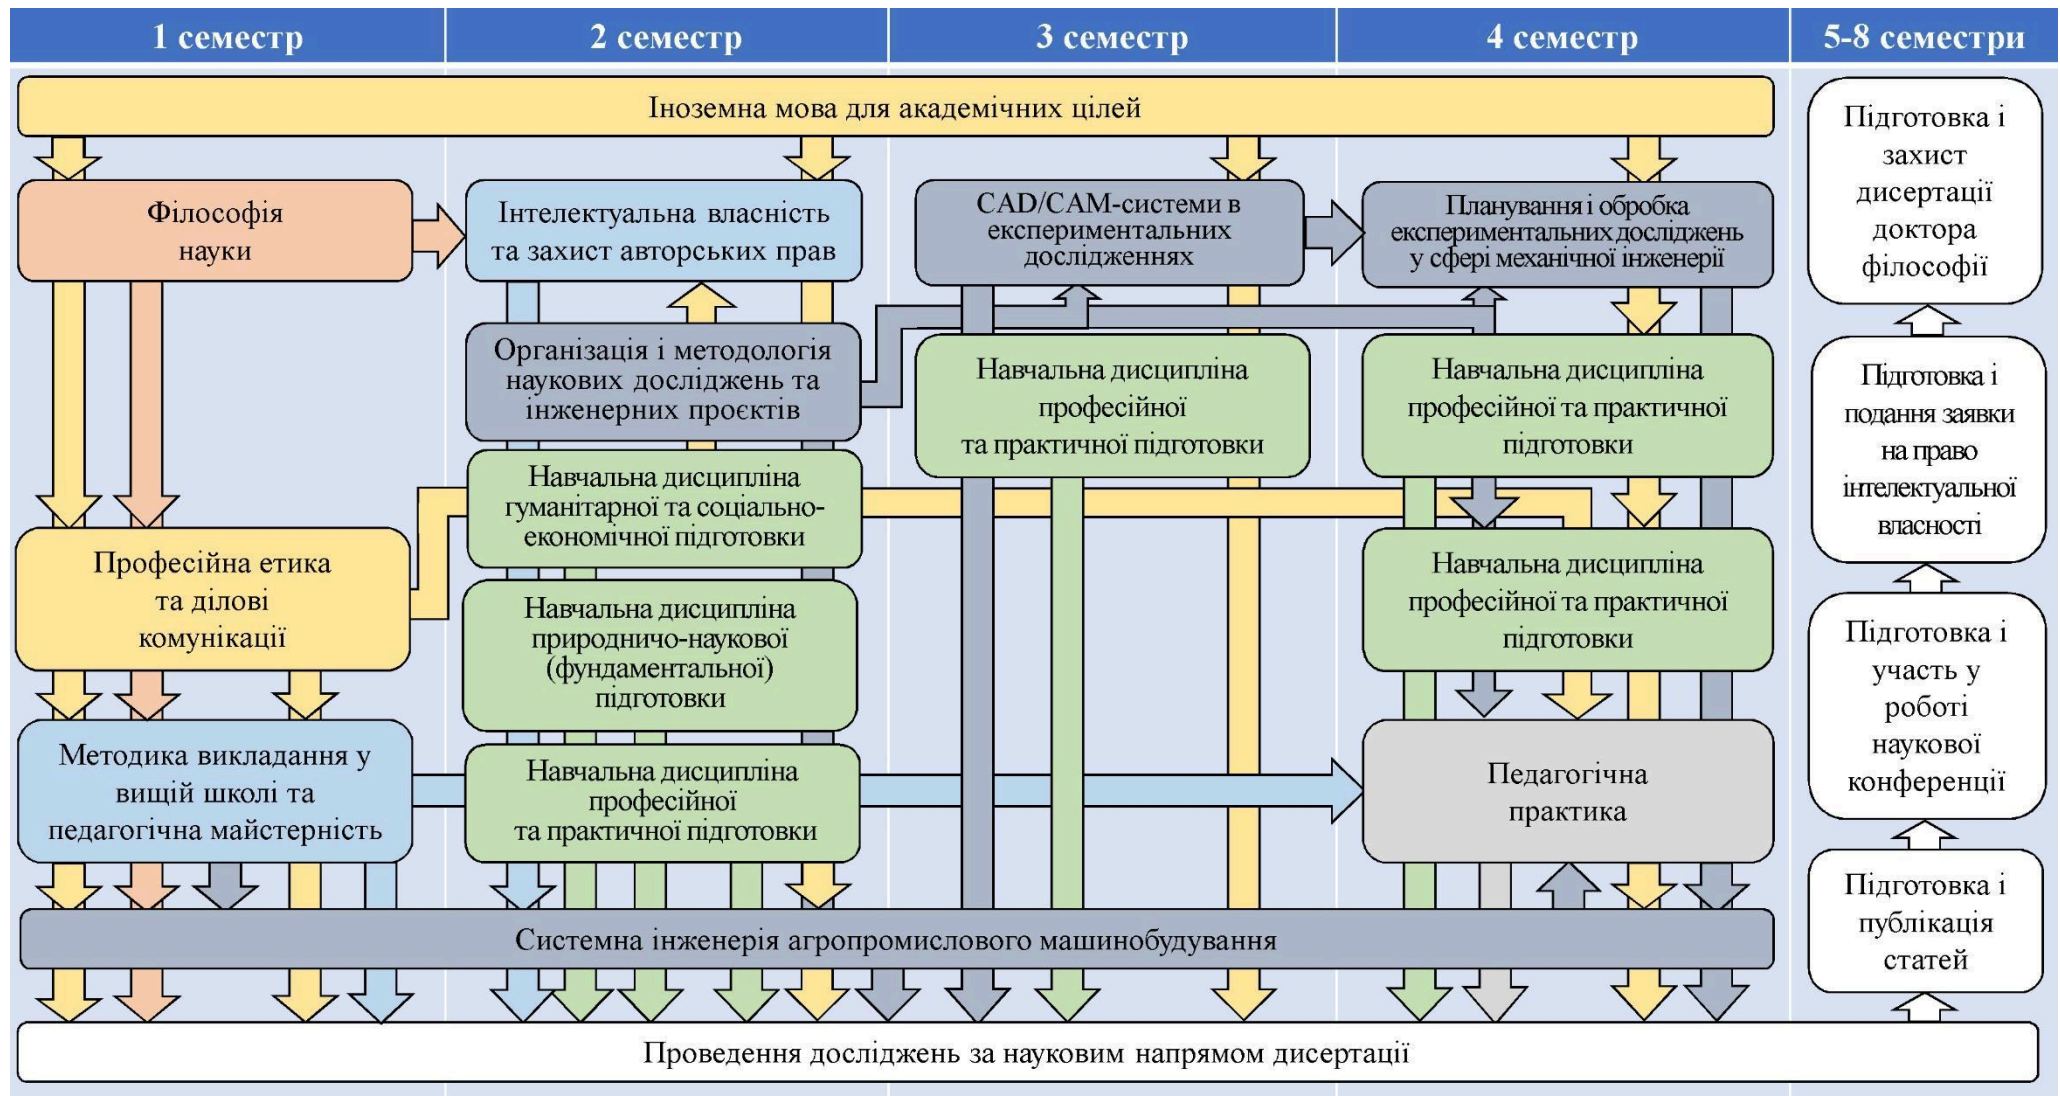 1 семестр
2 семестр
3 семестр
4 семестр
5-8 семестри
Іноземна мова для академічних цілей
Філософія
науки
Професійна етика
та ділові
комунікації
Методика викладання у
вищій школі та
педагогічна майстерність
Інтелектуальна власність
та захист авторських прав
Організація і методологія
наукових досліджень та
інженерних проєктів
Навчальна дисципліна
гуманітарної та соціально-
економічної підготовки
Навчальна дисципліна
природничо-наукової
(фундаментальної)
підготовки
Навчальна дисципліна
професійної
та практичної підготовки
CAD/CAM-системи в
експериментальних
дослідженнях
Навчальна дисципліна
професійної
та практичної підготовки
Планування і обробка
експериментальних досліджень
у сфері механічної інженерії
Навчальна дисципліна
професійної та практичної
підготовки
Навчальна дисципліна
професійної та практичної
підготовки
Педагогічна
практика
Підготовка і
захист
дисертації
доктора
філософії
Підготовка і
подання заявки
на право
інтелектуальної
власності
Підготовка і
участь у
роботі
наукової
конференції
Підготовка і
публікація
статей
Системна інженерія агропромислового машинобудування
Проведення досліджень за науковим напрямом дисертації